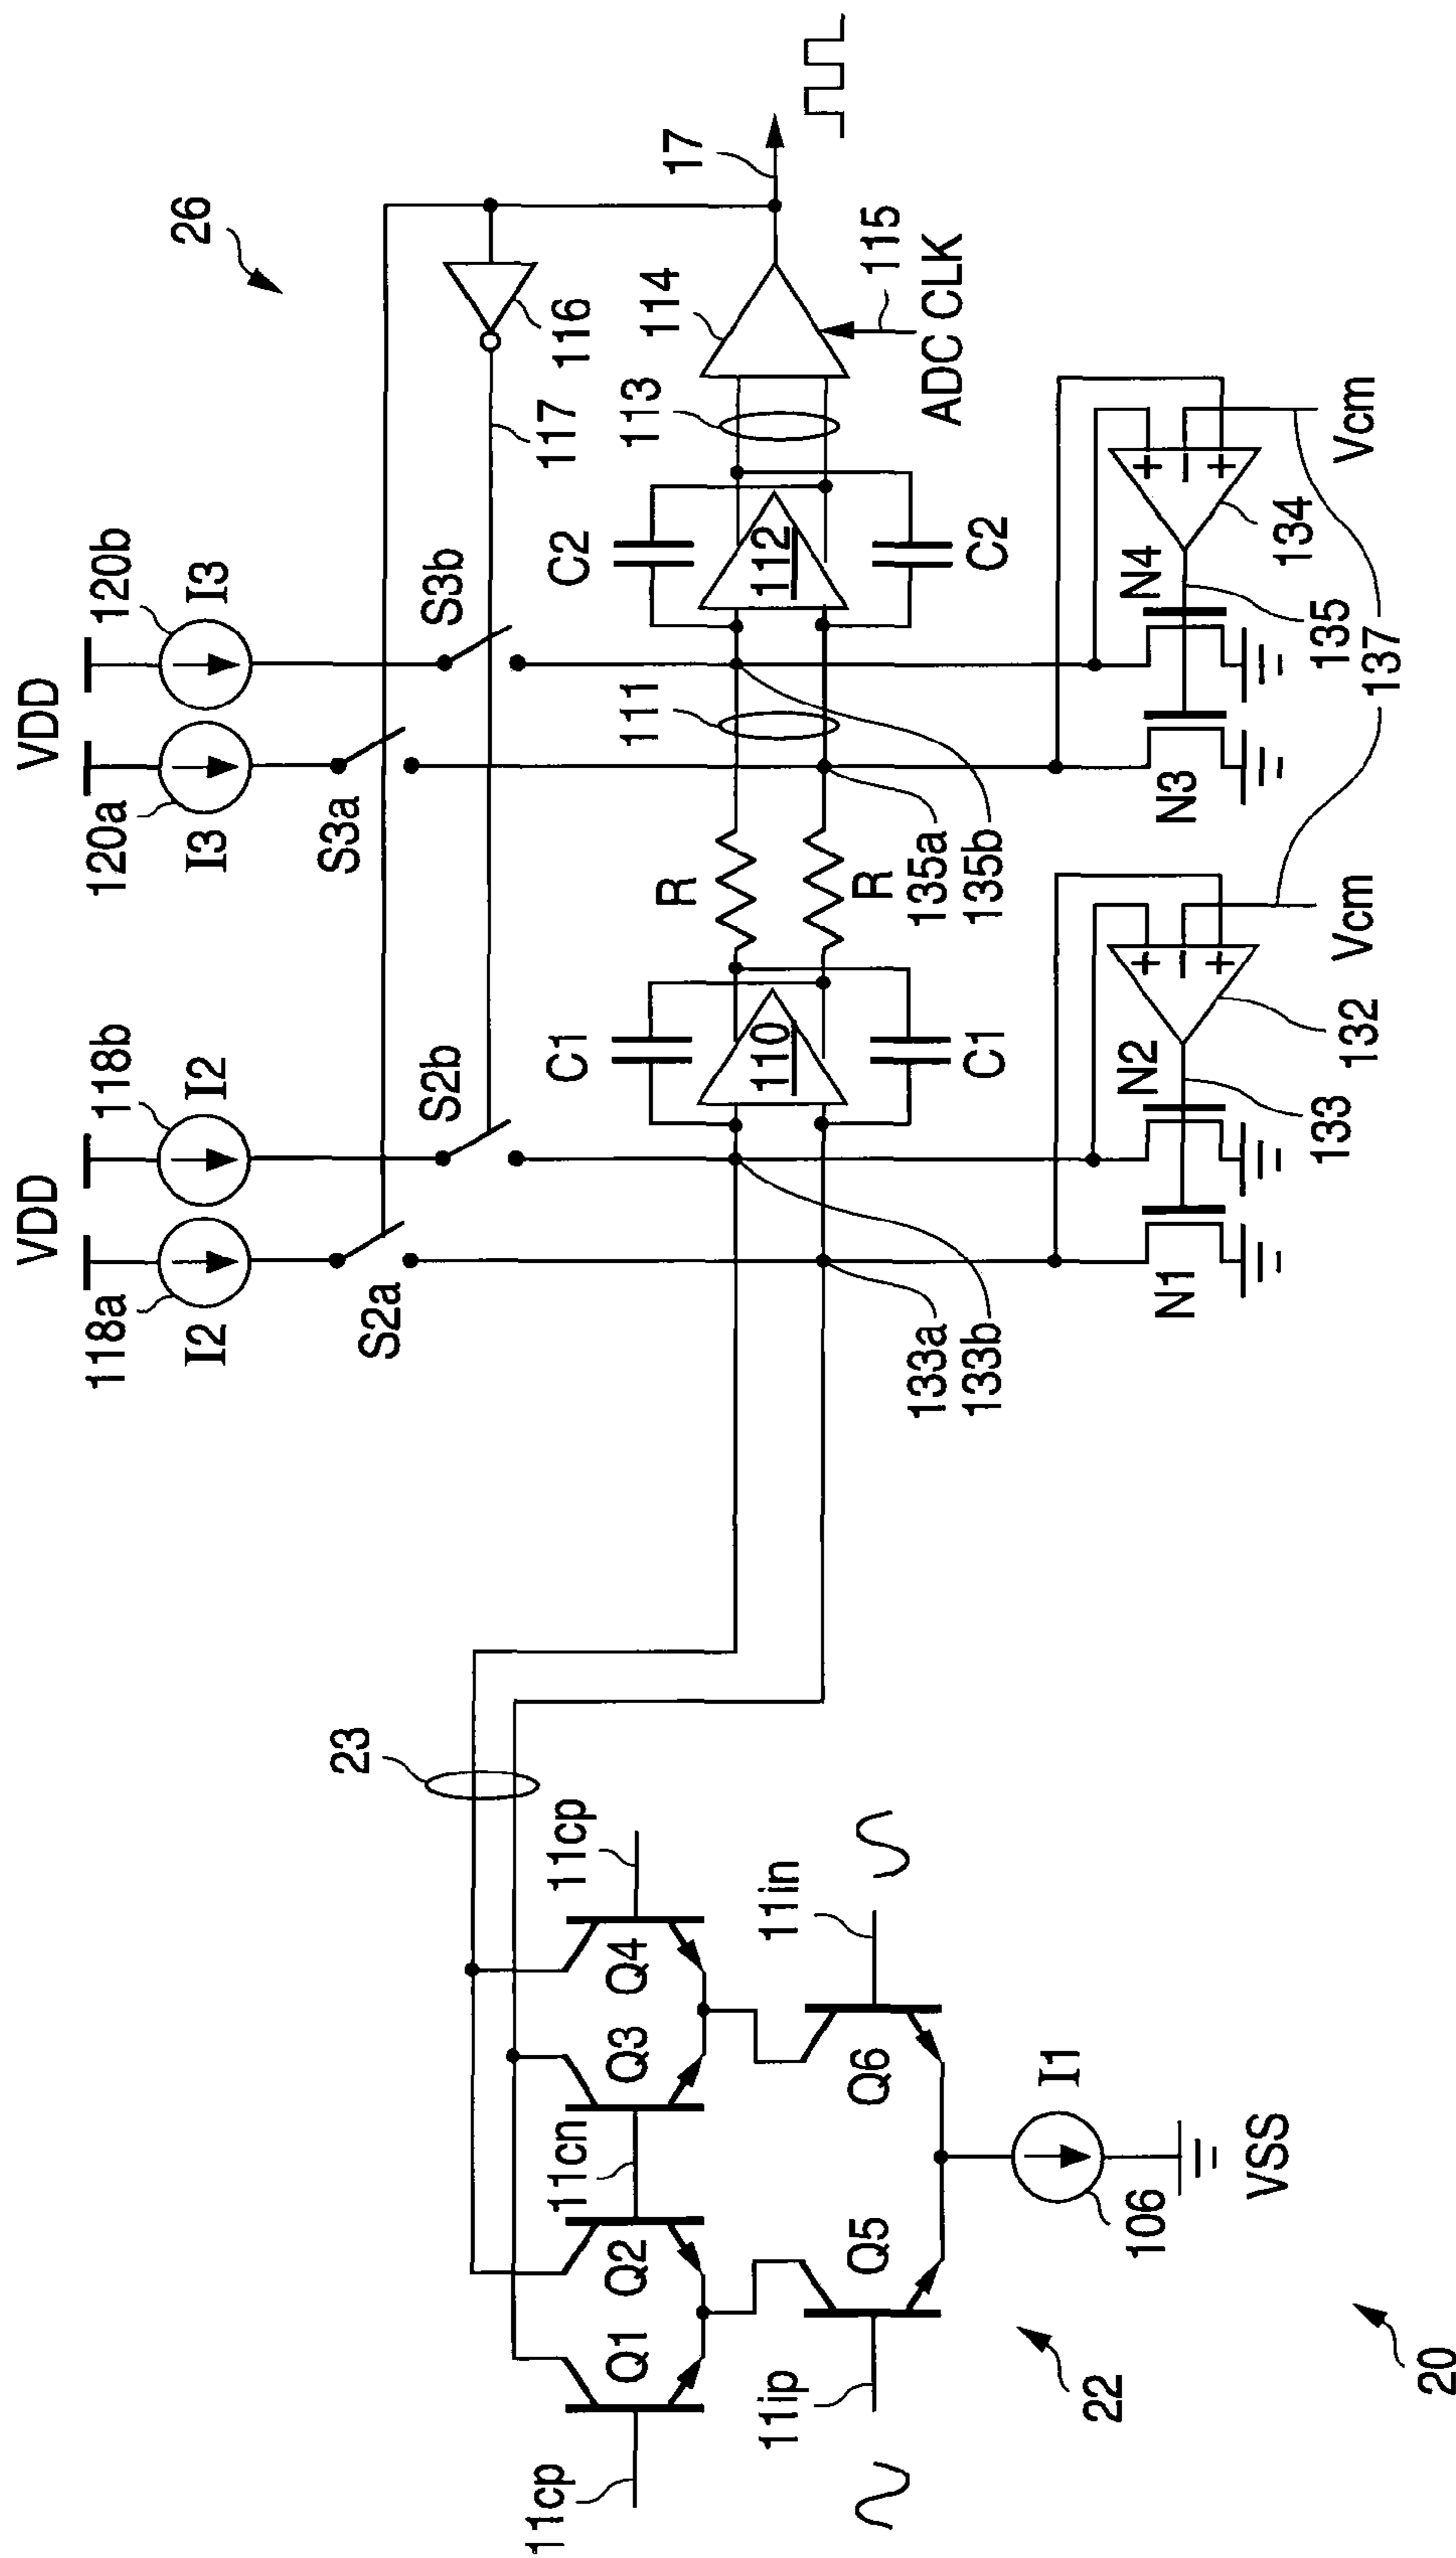 26
VDD
VDD
118a
118b
120a
120b
I2
I2
I3
I3
S2a
S2b
S3a
S3b
116
117
17
23
11cp
11cp
11cn
Q1
Q2
Q3
Q4
C1
110
C1
R
R
111
C2
112
C2
113
114
115
ADC CLK
11ip
11in
Q5
Q6
133a
133b
135a
135b
I1
106
VSS
N1
N2
N3
N4
+
−
+
+
−
+
133
132
Vcm
135
134
Vcm
137
22
20